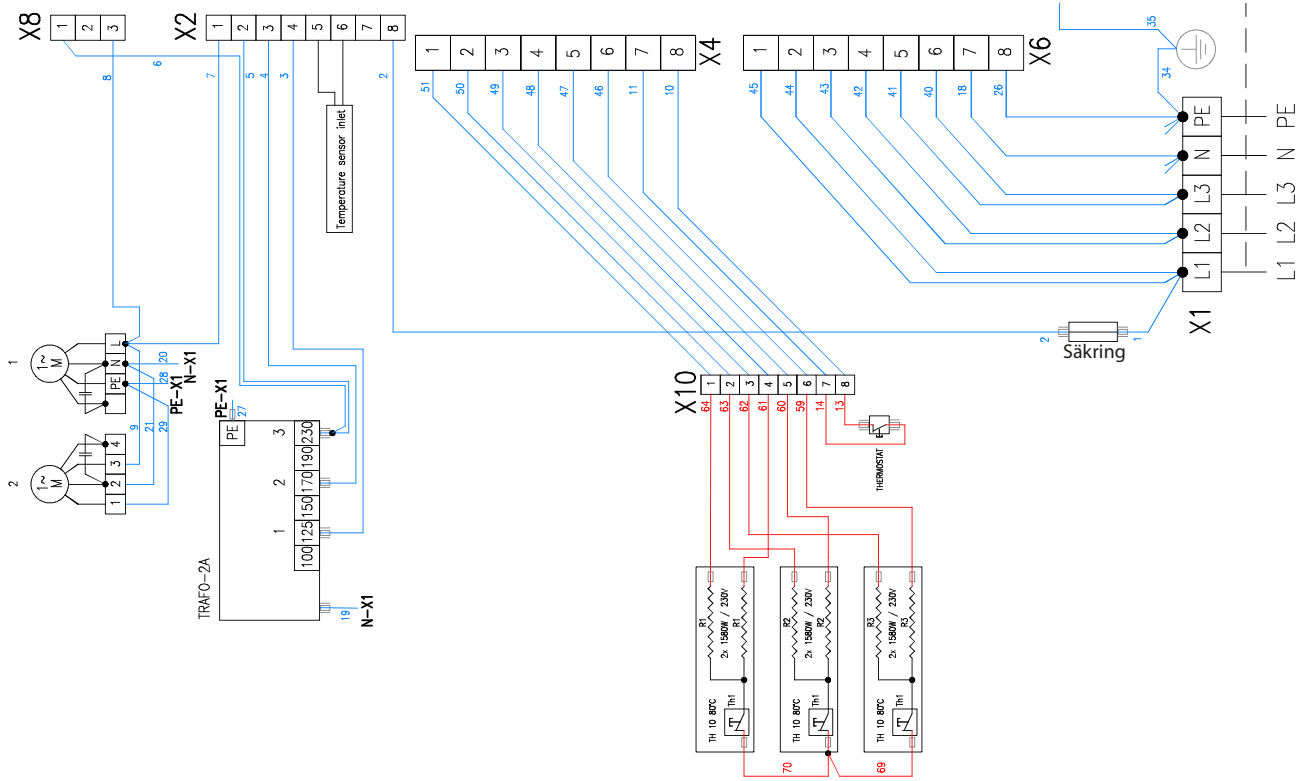 X8
1 2 3
X2
1 2 3 4 5 6 7 8
1 2 3 4 5 6 7 8
X4
1 2 3 4 5 6 7 8
X6
8 6 7 5 4 3 2
51 50 49 48 47 46 11 10
45 44 43 42 41 40 18 26
35
34
Temperature sensor inlet
1
1~
M
PE N L
20
28
N-X1
PE-X1
9 21 29
2
1~
M
1 2 3 4
PE-X1
27
PE
3
2
1
100 125 150 170 190 230
TRAFO-2A
19
N-X1
2
Säkring
1
X1
L1 L2 L3 N PE
L1 L2 L3 N PE
X10
1 2 3 4 5 6 7 8
64 63 62 61 60 59 14 13
THERMOSTAT
R1
2x 1580W / 230V
R1
TH 10 80°C
Th1
R2
2x 1580W / 230V
R2
TH 10 80°C
Th1
R3
2x 1580W / 230V
R3
TH 10 80°C
Th1
70
69